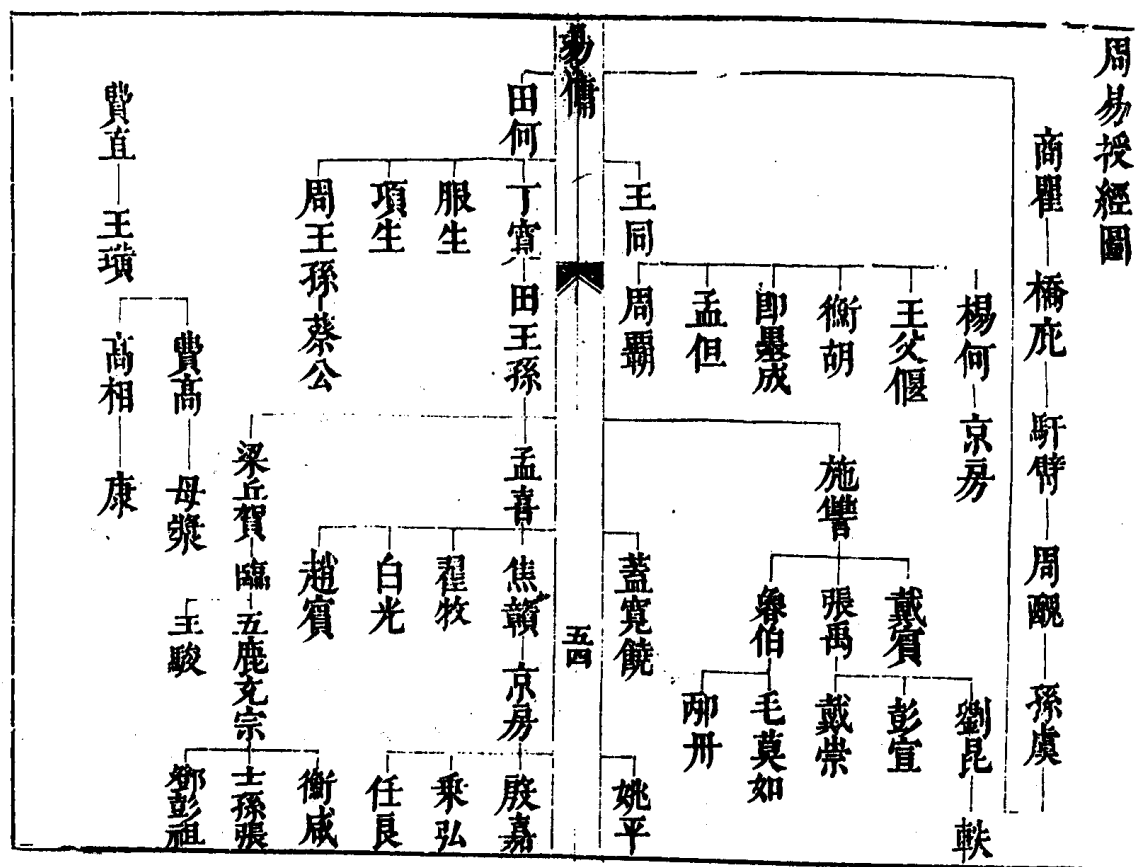 周易授經圖
商瞿
橋庇
馯臂
周醜
孫虞
楊何
京房
劉昆
軼
王父偃
戴賓
彭宣
衡胡
施讐
張禹
戴崇
即墨成
魯伯
毛莫如
邴丹
孟但
王同
周霸
蓋寬饒
姚平
易傭
五四
田何
丁寬
田王孫
孟喜
焦贛
京房
殷嘉
服生
翟牧
乘弘
項生
白光
任良
周王孫
蔡公
趙賓
衡咸
梁丘賀
臨
五鹿充宗
士孫張
費高
毋將
王駿
鄧彭祖
費直
王璜
高相
康